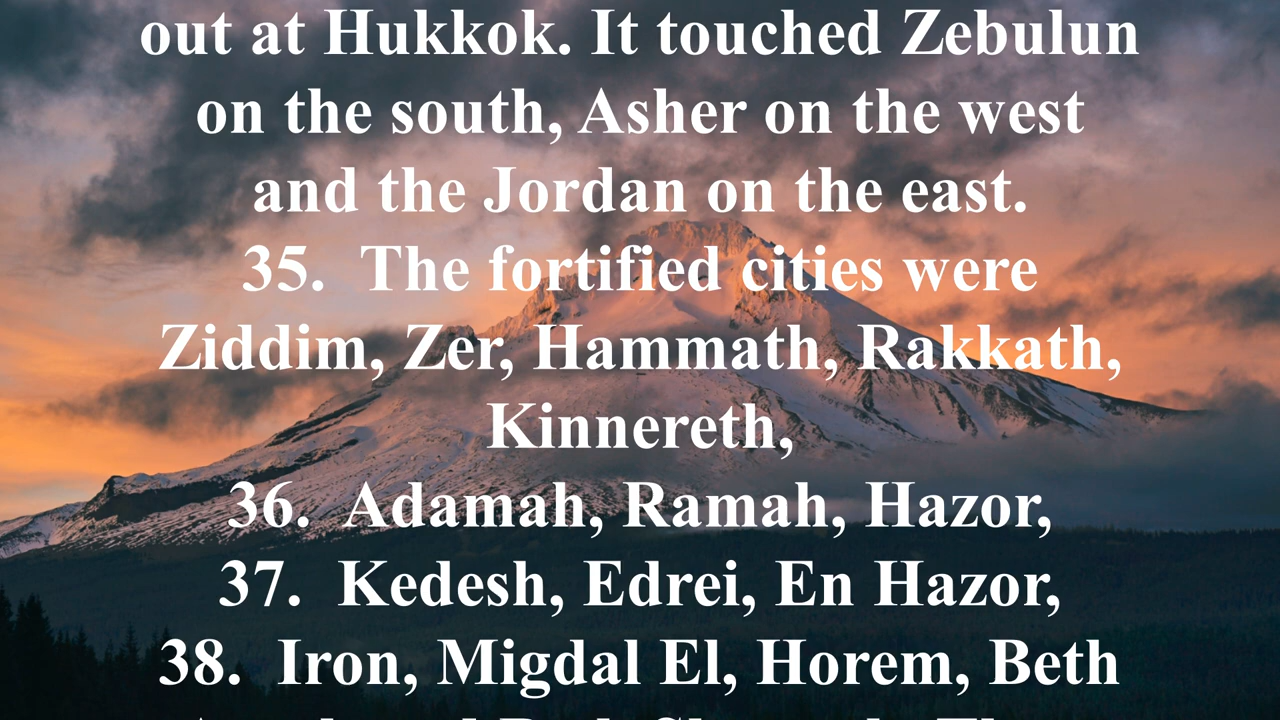 out at Hukkok. It touched Zebulun
on the south, Asher on the west
and the Jordan on the east.
35.  The fortified cities were
Ziddim, Zer, Hammath, Rakkath,
Kinnereth,
36.  Adamah, Ramah, Hazor,
37.  Kedesh, Edrei, En Hazor,
38.  Iron, Migdal El, Horem, Beth